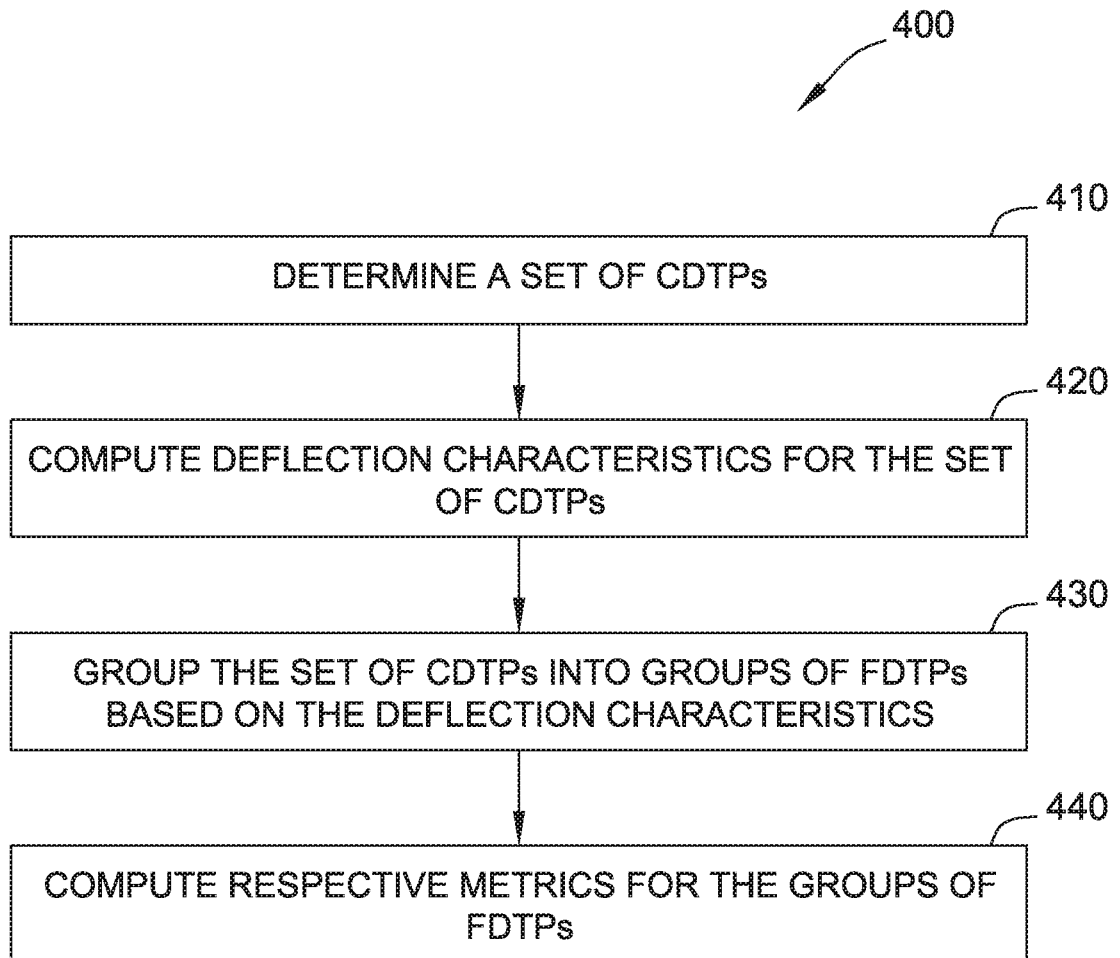 400
410
DETERMINE A SET OF CDTPs
420
COMPUTE DEFLECTION CHARACTERISTICS FOR THE SET
OF CDTPs
430
GROUP THE SET OF CDTPs INTO GROUPS OF FDTPs
BASED ON THE DEFLECTION CHARACTERISTICS
440
COMPUTE RESPECTIVE METRICS FOR THE GROUPS OF
FDTPs